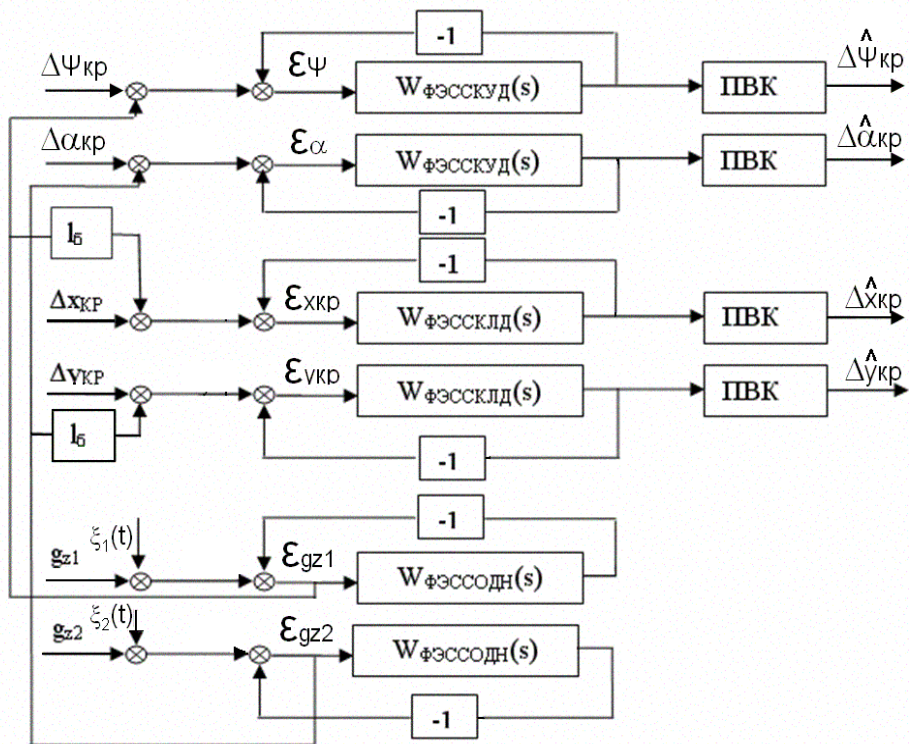 -1
Δψкр εψ WФЭССКУД(s) ПВК Δψ̂кр
Δαкр εα WФЭССКУД(s) ПВК Δα̂кр
-1
lб -1
ΔxКР εxкр WФЭССКЛД(s) ПВК Δx̂кр
ΔyКР εyкр WФЭССКЛД(s) ПВК Δŷкр
lб -1
-1
ξ1(t)
gz1 εgz1 WФЭССОДН(s)
ξ2(t)
gz2 εgz2 WФЭССОДН(s)
-1